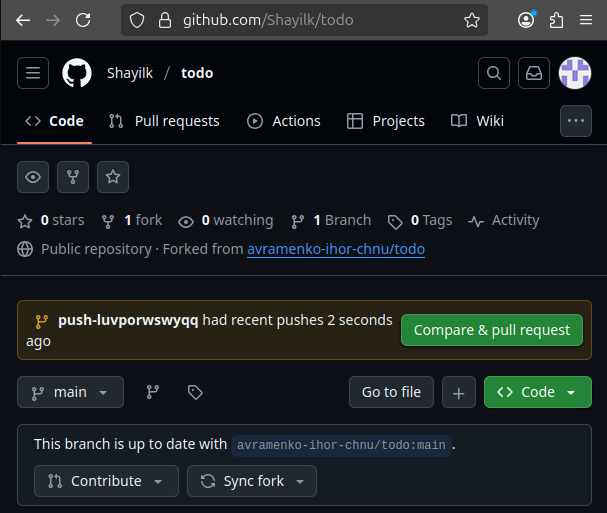 github.com/Shayilk/todo
Shayilk / todo
Code Pull requests Actions Projects Wiki
0 stars 1 fork 0 watching 1 Branch 0 Tags Activity
Public repository · Forked from avramenko-ihor-chnu/todo
push-luvporwswyqq had recent pushes 2 seconds
ago
Compare & pull request
main Go to file Code
This branch is up to date with avramenko-ihor-chnu/todo:main.
Contribute Sync fork